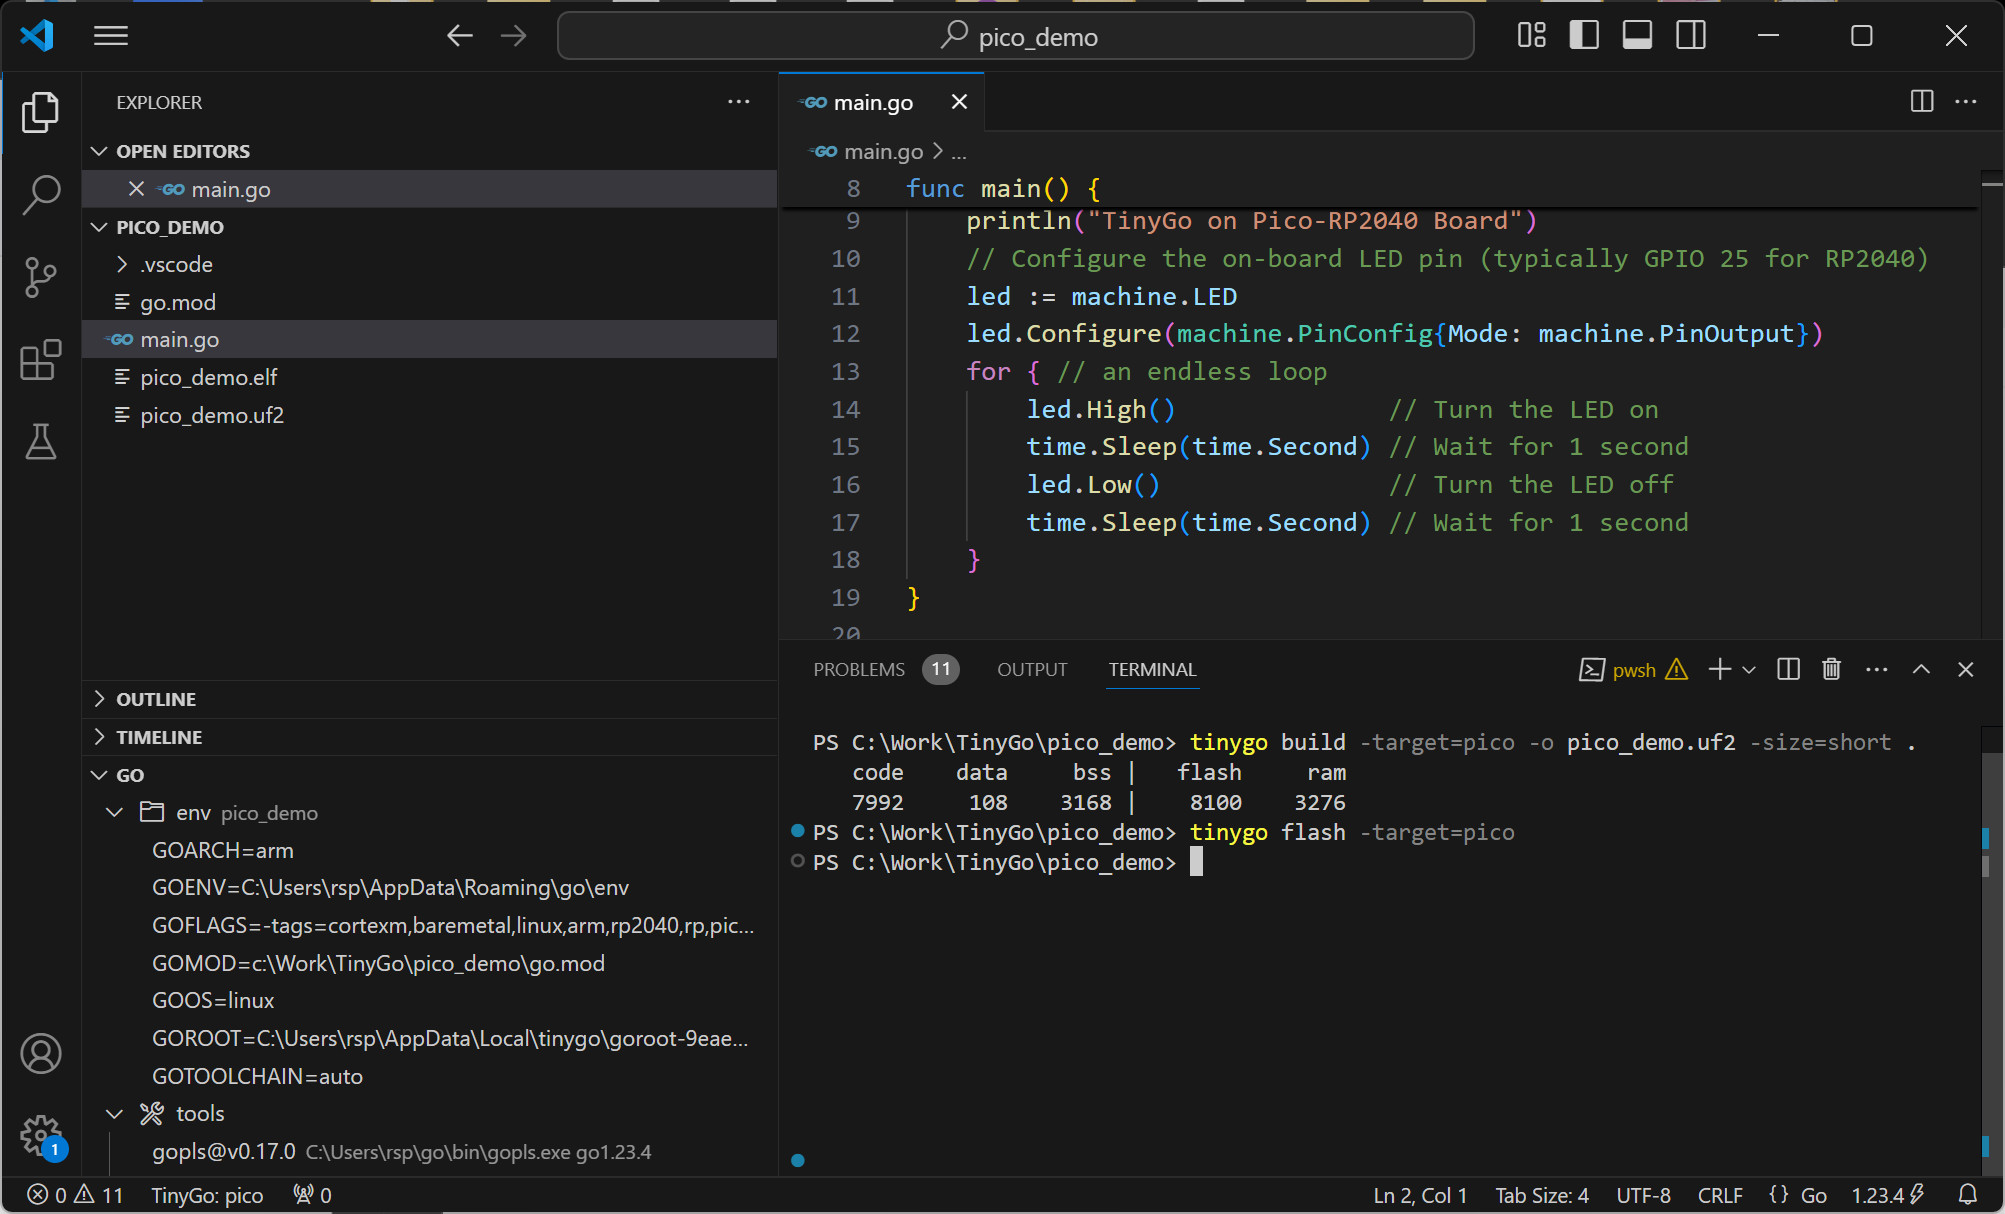 pico_demo
EXPLORER
OPEN EDITORS
GO main.go
PICO_DEMO
.vscode
go.mod
GO main.go
pico_demo.elf
pico_demo.uf2
OUTLINE
TIMELINE
GO
env pico_demo
GOARCH=arm
GOENV=C:\Users\rsp\AppData\Roaming\go\env
GOFLAGS=-tags=cortexm,baremetal,linux,arm,rp2040,rp,pic...
GOMOD=c:\Work\TinyGo\pico_demo\go.mod
GOOS=linux
GOROOT=C:\Users\rsp\AppData\Local\tinygo\goroot-9eae...
GOTOOLCHAIN=auto
tools
gopls@v0.17.0 C:\Users\rsp\go\bin\gopls.exe go1.23.4
1
GO main.go
GO main.go > ...
8 func main() {
9 println("TinyGo on Pico-RP2040 Board")
10 // Configure the on-board LED pin (typically GPIO 25 for RP2040)
11 led := machine.LED
12 led.Configure(machine.PinConfig{Mode: machine.PinOutput})
13 for { // an endless loop
14 led.High() // Turn the LED on
15 time.Sleep(time.Second) // Wait for 1 second
16 led.Low() // Turn the LED off
17 time.Sleep(time.Second) // Wait for 1 second
18 }
19 }
20
PROBLEMS 11 OUTPUT TERMINAL pwsh
PS C:\Work\TinyGo\pico_demo> tinygo build -target=pico -o pico_demo.uf2 -size=short .
code data bss | flash ram
7992 108 3168 | 8100 3276
PS C:\Work\TinyGo\pico_demo> tinygo flash -target=pico
PS C:\Work\TinyGo\pico_demo>
0 11 TinyGo: pico 0 Ln 2, Col 1 Tab Size: 4 UTF-8 CRLF {} Go 1.23.4